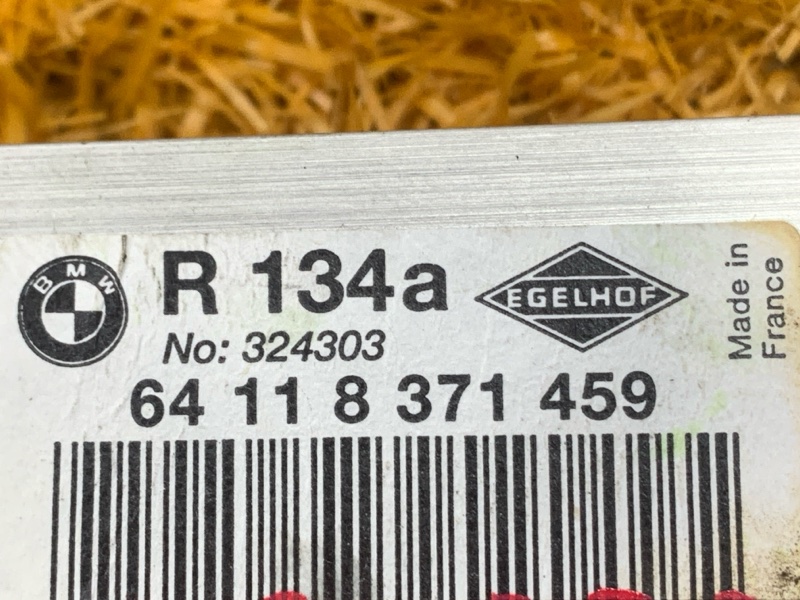 BMW
R 134a
EGELHOF
No: 324303
64 11 8 371 459
Made in
France